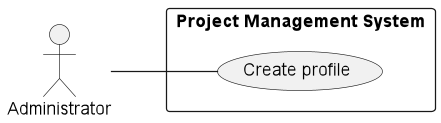 Project Management System
Create profile
Administrator